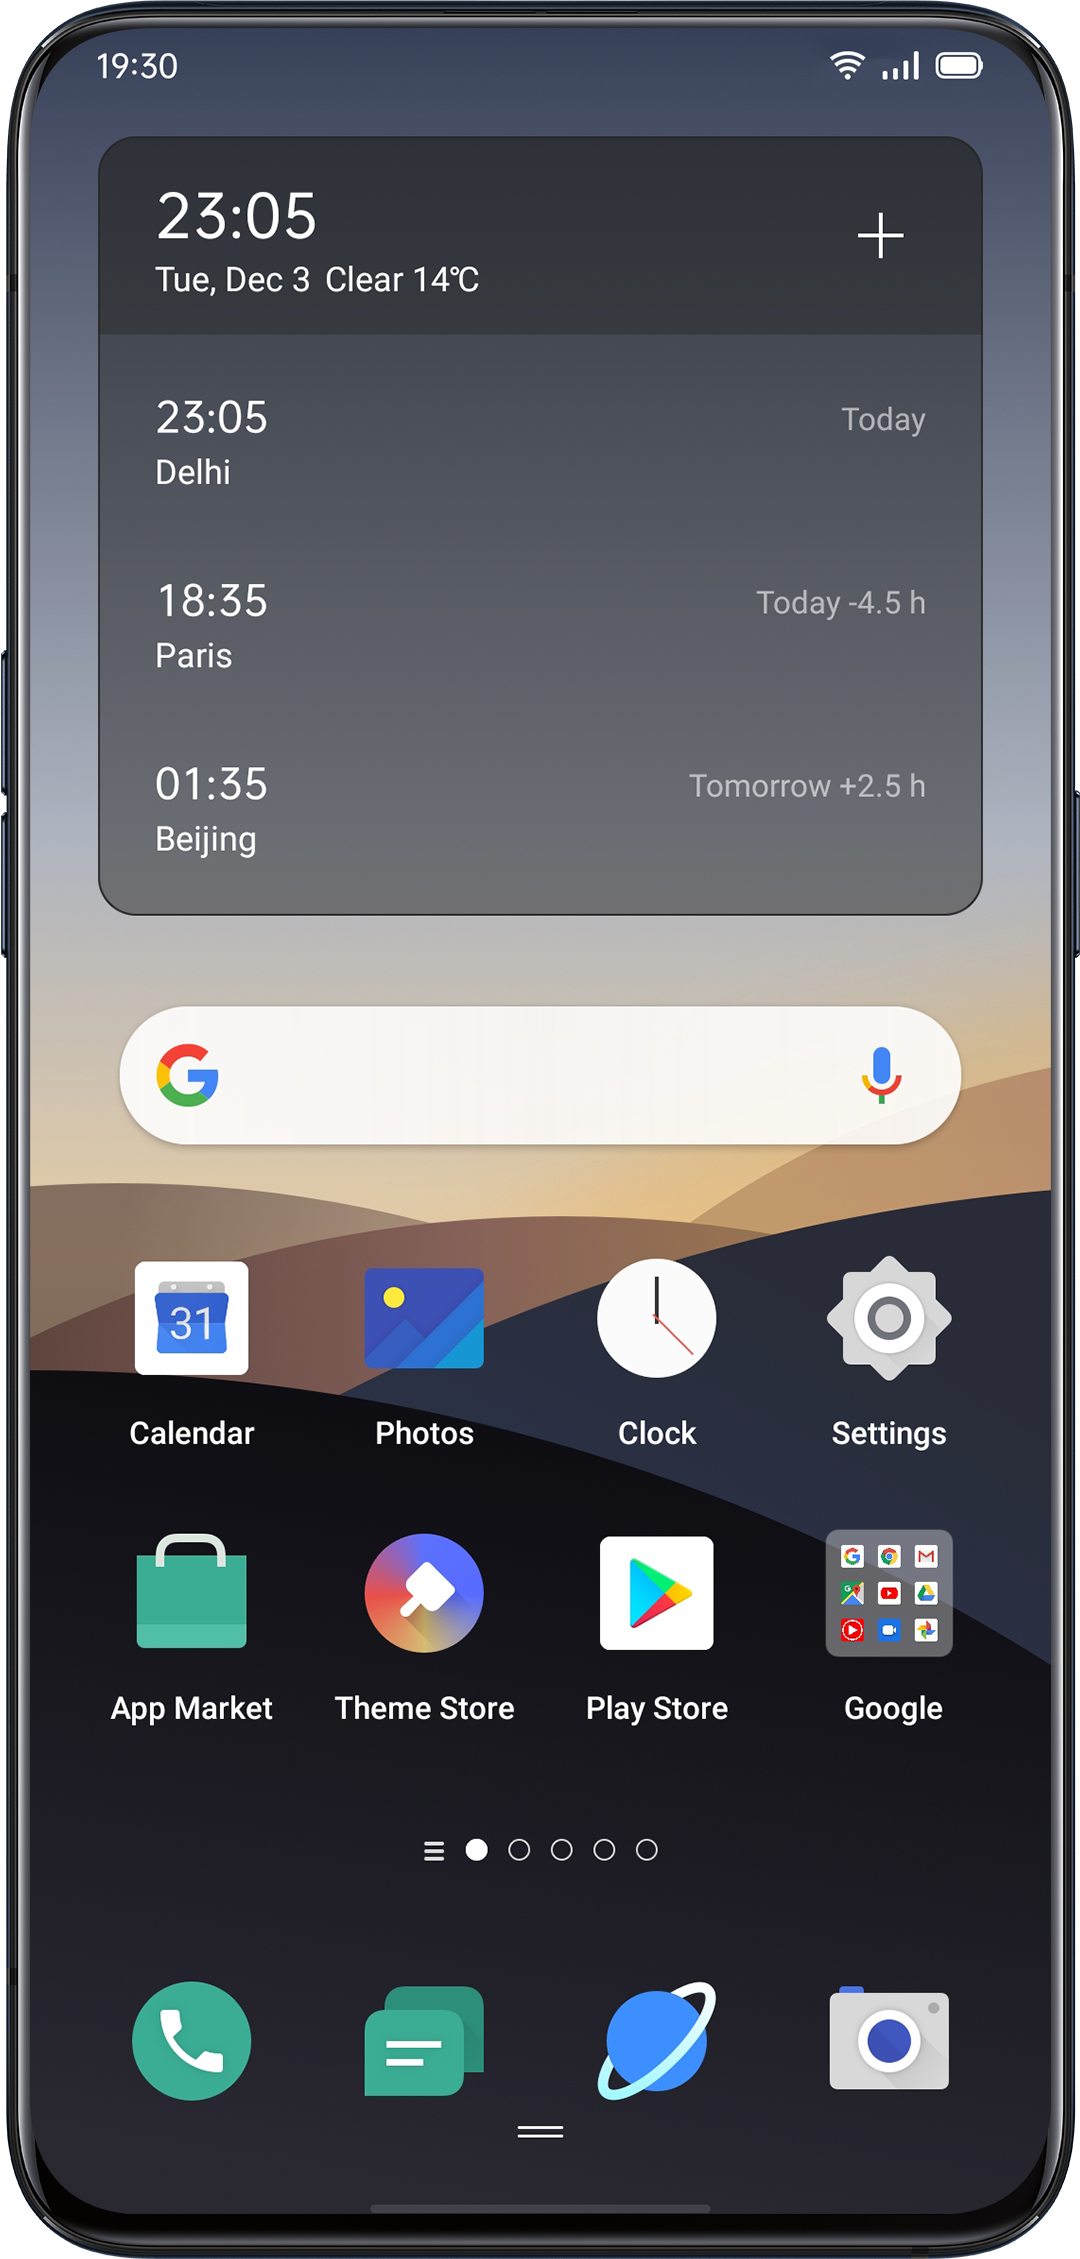 19:30
23:05
Tue, Dec 3 Clear 14℃
23:05
Today
Delhi
18:35
Today -4.5 h
Paris
01:35
Tomorrow +2.5 h
Beijing
31
Calendar
Photos
Clock
Settings
App Market
Theme Store
Play Store
Google